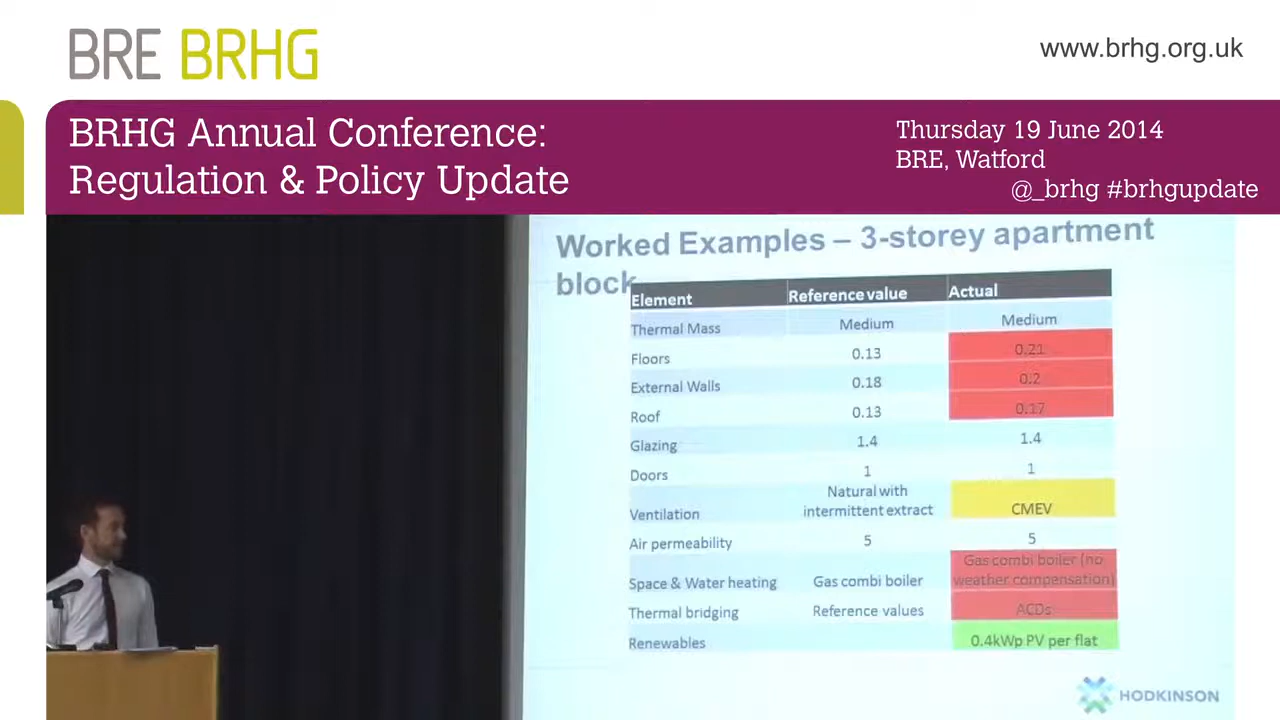 BRE BRHG
www.brhg.org.uk
BRHG Annual Conference:
Regulation & Policy Update
Thursday 19 June 2014
BRE, Watford
@_brhg #brhgupdate
Worked Examples – 3-storey apartment
block
Element Reference value Actual
Thermal Mass Medium Medium
Floors 0.13 0.21
External Walls 0.18 0.2
Roof 0.13 0.17
Glazing 1.4 1.4
Doors 1 1
Ventilation Natural with intermittent extract CMEV
Air permeability 5 5
Space & Water heating Gas combi boiler Gas combi boiler (no weather compensation)
Thermal bridging Reference values ACDs
Renewables 0.4kWp PV per flat
HODKINSON